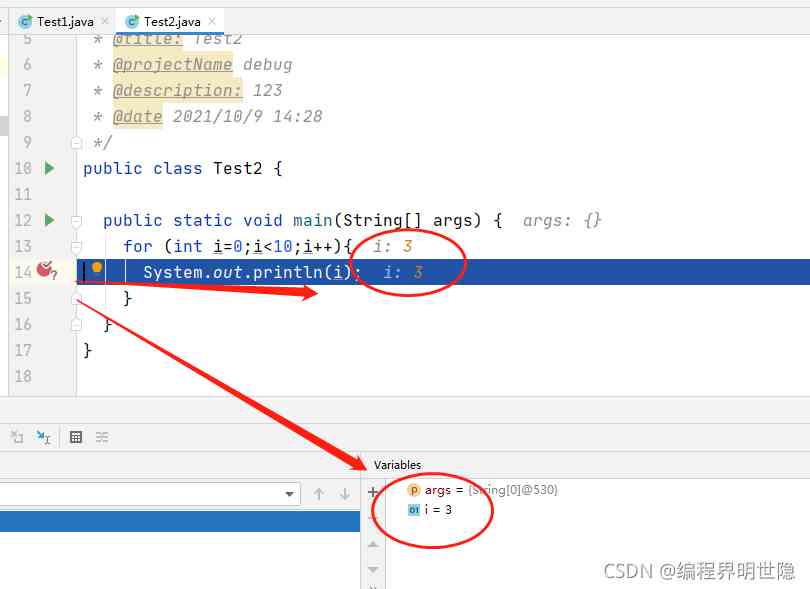 Test1.java × Test2.java ×
5 * @title: Test2
6 * @projectName debug
7 * @description: 123
8 * @date 2021/10/9 14:28
9 */
10 public class Test2 {
11
12 public static void main(String[] args) { args: {}
13 for (int i=0;i<10;i++){ i: 3
14 System.out.println(i); i: 3
15 }
16 }
17 }
18
Variables
args = {String[0]@530}
i = 3
CSDN @编程界明世隐